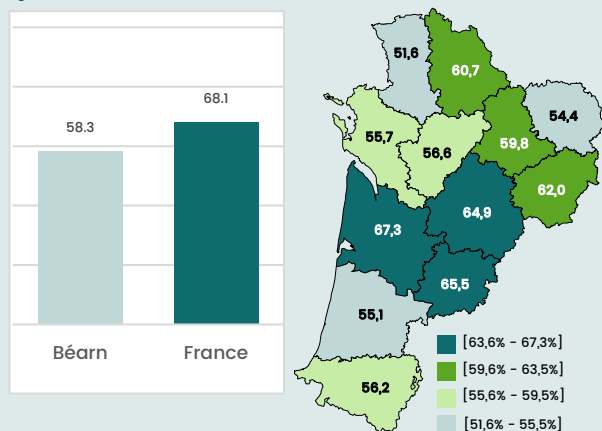 58.3
68.1
Béarn
France
51,6
60,7
54,4
55,7
56,6
59,8
62,0
64,9
67,3
65,5
55,1
56,2
[63,6% - 67,3%]
[59,6% - 63,5%]
[55,6% - 59,5%]
[51,6% - 55,5%]